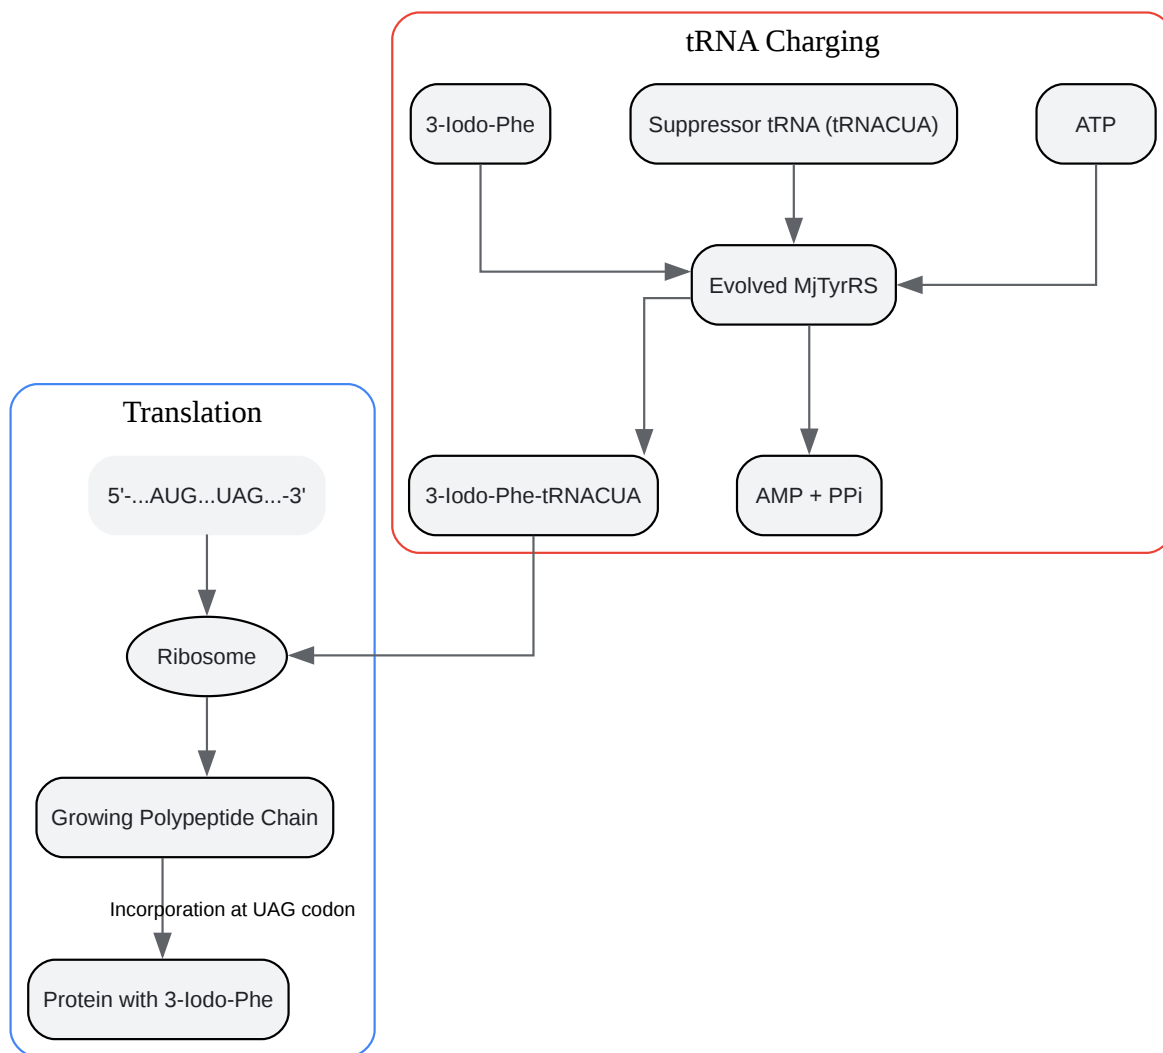 tRNA Charging
3-Iodo-Phe
Suppressor tRNA (tRNACUA)
ATP
Evolved MjTyrRS
3-Iodo-Phe-tRNACUA
AMP + PPi
Translation
5'-...AUG...UAG...-3'
Ribosome
Growing Polypeptide Chain
Incorporation at UAG codon
Protein with 3-Iodo-Phe